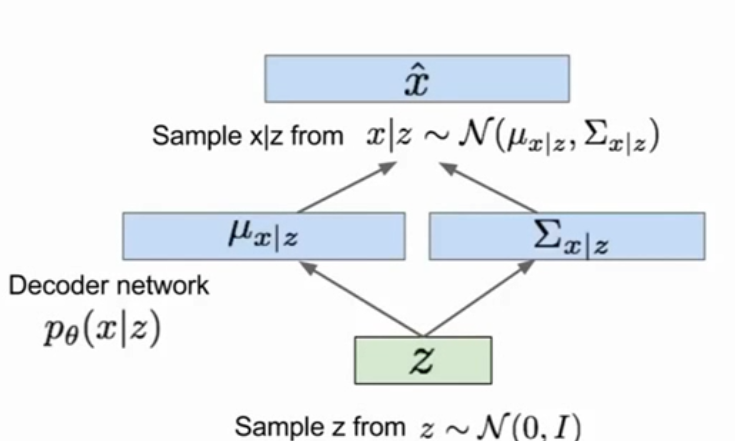 x̂
Sample x|z from x|z ∼ 𝒩(μ_{x|z}, Σ_{x|z})
μ_{x|z}
Σ_{x|z}
Decoder network
p_θ(x|z)
z
Sample z from z ∼ 𝒩(0, I)